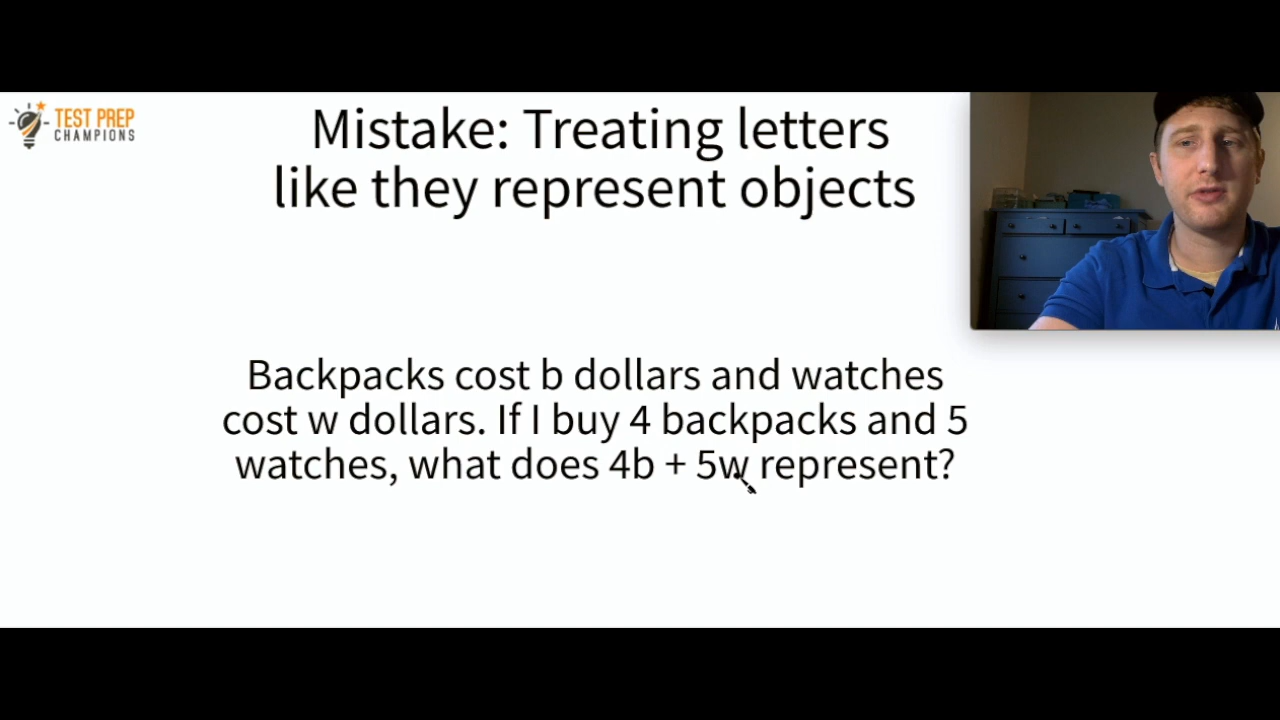 TEST PREP
CHAMPIONS
Mistake: Treating letters
like they represent objects
Backpacks cost b dollars and watches
cost w dollars. If I buy 4 backpacks and 5
watches, what does 4b + 5w represent?